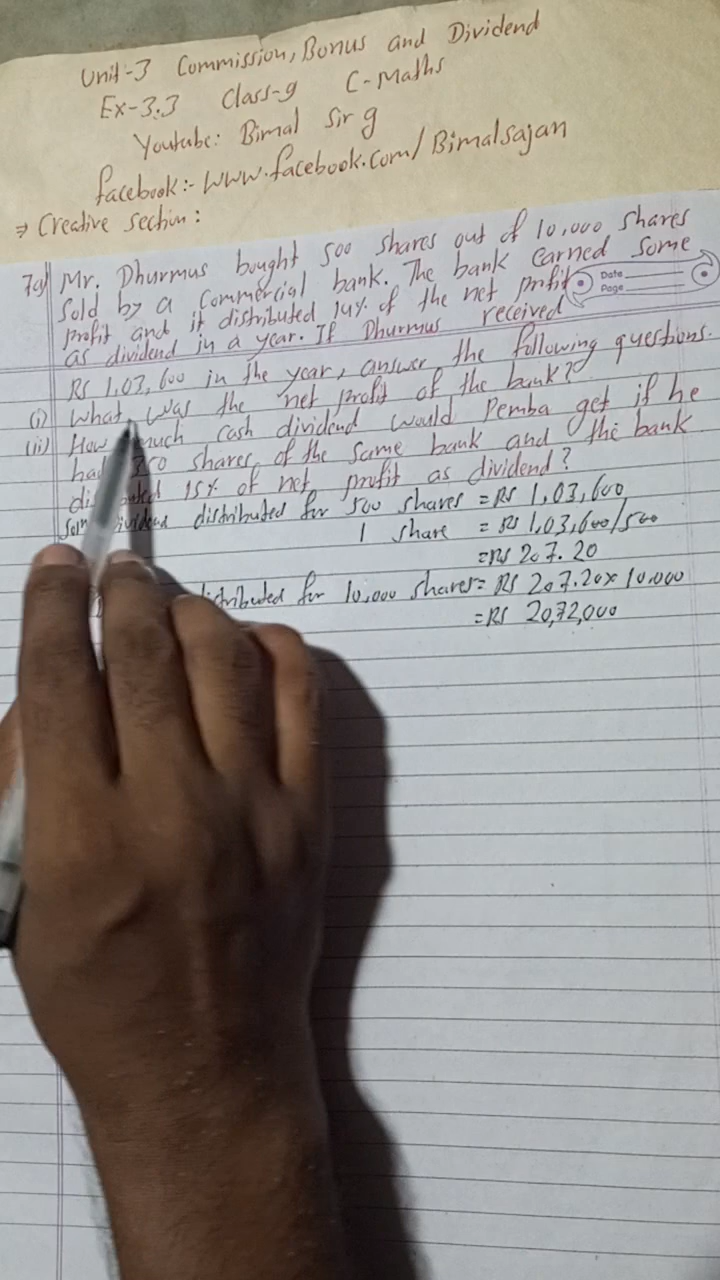 Unit-3 Commission, Bonus and Dividend
Ex-3.3 Class-9 C-Maths
Youtube: Bimal Sir g
facebook:- www.facebook.com/Bimalsajan
⇒ Creative section:
7a) Mr. Dhurmus bought 500 shares out of 10,000 shares
Sold by a Commercial bank. The bank earned some
profit and it distributed 14% of the net profit
as dividend in a year. If Dhurmus received
Date
Page
RS 1,03,600 in the year, answer the following questions.
(i) What was the net profit of the bank?
(ii) How much cash dividend would Pemba get if he
had shares of the same bank and the bank
15% of net profit as dividend?
distributed for 500 shares = RS 1,03,600
1 share = RS 1,03,600/500
= RS 207.20
for 10,000 shares = RS 207.20 × 10,000
= RS 20,72,000